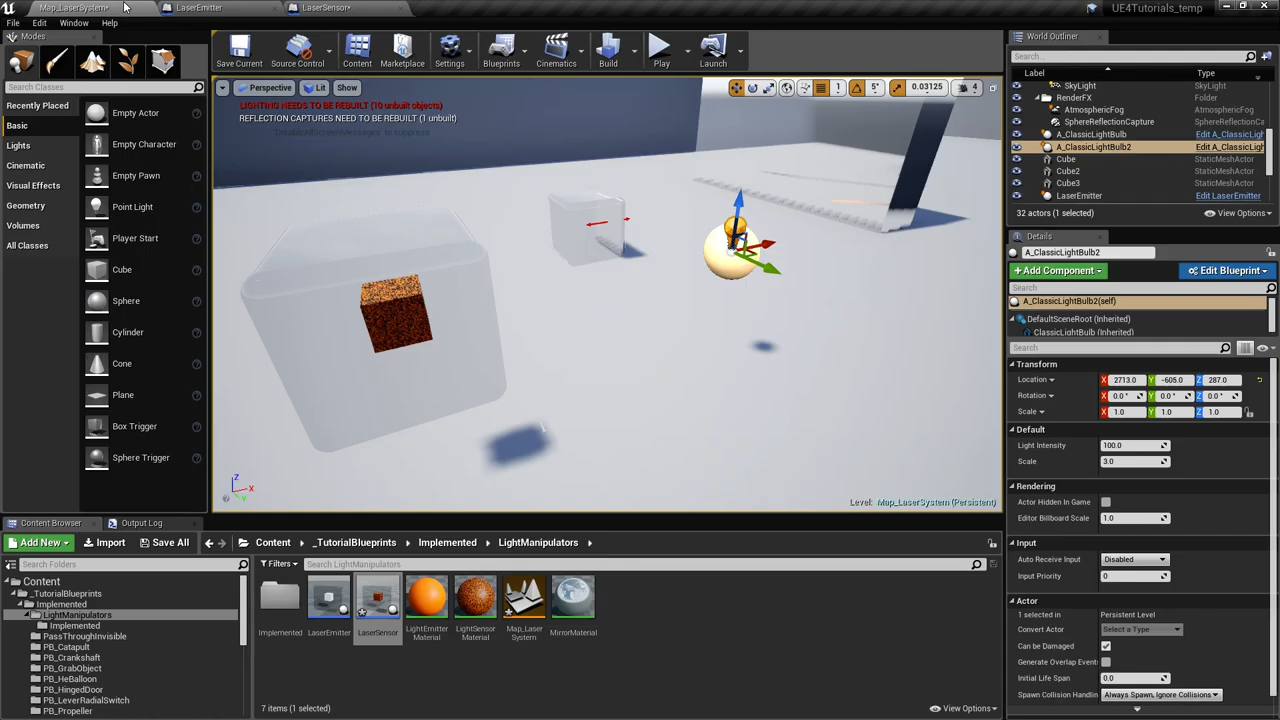 Map_LaserSystem*
LaserEmitter
LaserSensor*
UE4Tutorials_temp
File Edit Window Help
Modes
Search Classes
Recently Placed
Basic
Lights
Cinematic
Visual Effects
Geometry
Volumes
All Classes
Empty Actor
Empty Character
Empty Pawn
Point Light
Player Start
Cube
Sphere
Cylinder
Cone
Plane
Box Trigger
Sphere Trigger
Save Current
Source Control
Content
Marketplace
Settings
Blueprints
Cinematics
Build
Play
Launch
Perspective Lit Show
1 5° 0.03125 4
LIGHTING NEEDS TO BE REBUILT (10 unbuilt objects)
REFLECTION CAPTURES NEED TO BE REBUILT (1 unbuilt)
'DisableAllScreenMessages' to suppress
Z
X
Y
Level: Map_LaserSystem (Persistent)
World Outliner
Search...
Label Type
SkyLight SkyLight
RenderFX Folder
AtmosphericFog AtmosphericFog
SphereReflectionCapture SphereReflectionCa
A_ClassicLightBulb Edit A_ClassicLigh
A_ClassicLightBulb2 Edit A_ClassicLigh
Cube StaticMeshActor
Cube2 StaticMeshActor
Cube3 StaticMeshActor
LaserEmitter Edit LaserEmitter
32 actors (1 selected)
View Options
Details
A_ClassicLightBulb2
+Add Component
Edit Blueprint
Search
A_ClassicLightBulb2(self)
DefaultSceneRoot (Inherited)
ClassicLightBulb (Inherited)
Search
Transform
Location X 2713.0 Y -605.0 Z 287.0
Rotation X 0.0 ° Y 0.0 ° Z 0.0 °
Scale X 1.0 Y 1.0 Z 1.0
Default
Light Intensity 100.0
Scale 3.0
Rendering
Actor Hidden In Game
Editor Billboard Scale 1.0
Input
Auto Receive Input Disabled
Input Priority 0
Actor
1 selected in Persistent Level
Convert Actor Select a Type
Can be Damaged
Generate Overlap Event
Initial Life Span 0.0
Spawn Collision Handlin Always Spawn, Ignore Collisions
Content Browser
Output Log
Add New
Import
Save All
Content
_TutorialBlueprints
Implemented
LightManipulators
Search Folders
Content
_TutorialBlueprints
Implemented
LightManipulators
Implemented
PassThroughInvisible
PB_Catapult
PB_Crankshaft
PB_GrabObject
PB_HeBalloon
PB_HingedDoor
PB_LeverRadialSwitch
PB_Propeller
Filters
Search LightManipulators
Implemented
LaserEmitter
LaserSensor
LightEmitter
Material
LightSensor
Material
Map_Laser
System
MirrorMaterial
7 items (1 selected)
View Options